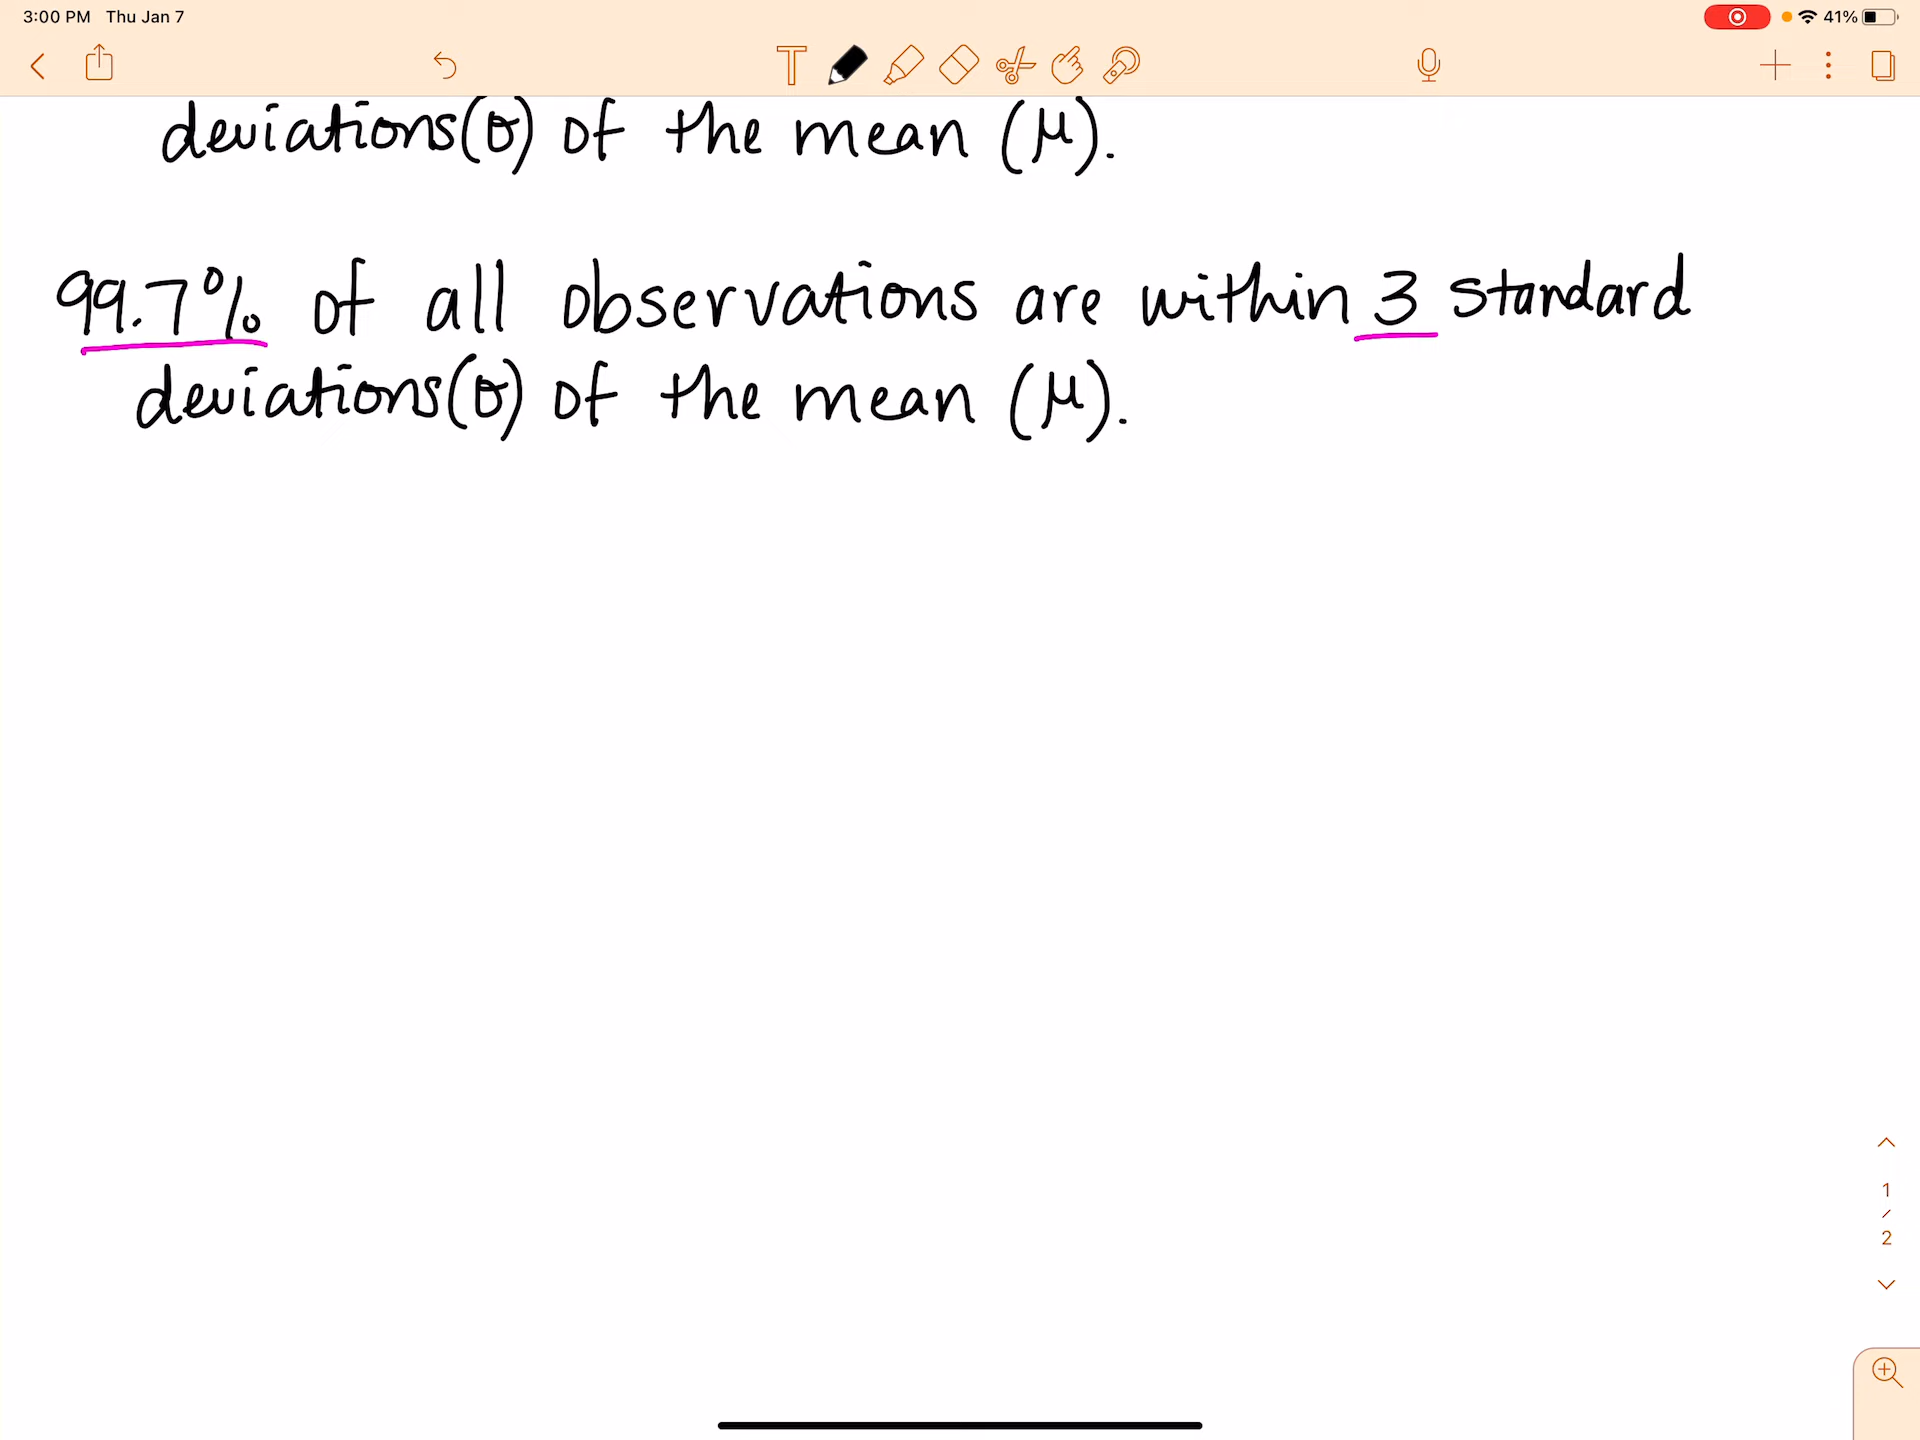 3:00 PM Thu Jan 7
41%
deviations(σ) of the mean (μ).
99.7% of all observations are within 3 standard
deviations(σ) of the mean (μ).
1
/
2